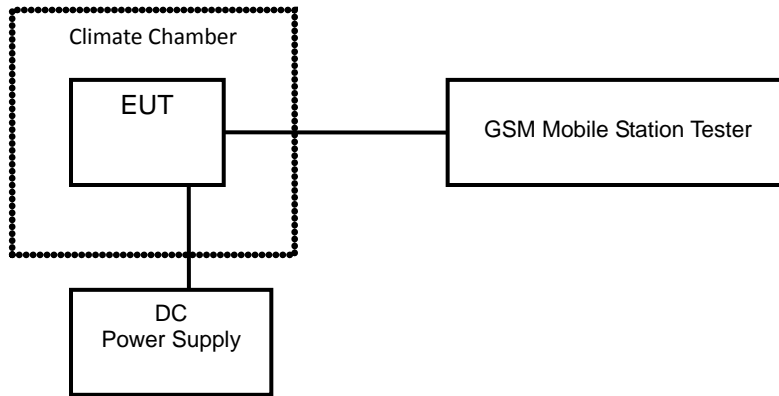 Climate Chamber
EUT
GSM Mobile Station Tester
DC
Power Supply